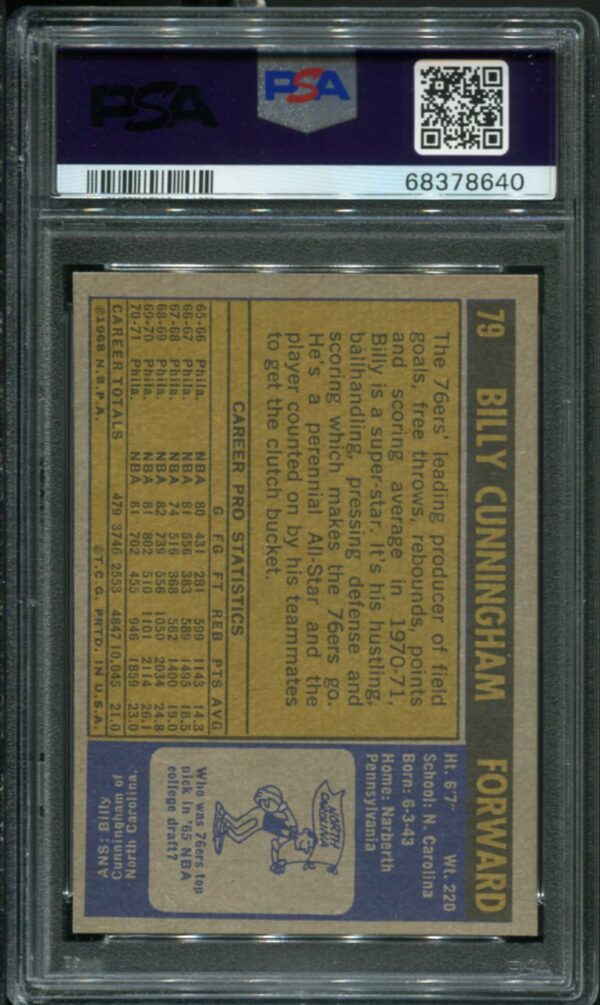 PSA
PSA
68378640
79 BILLY CUNNINGHAM FORWARD
The 76ers' leading producer of field
goals, free throws, rebounds, points
and scoring average in 1970-71,
Billy is a super-star. It's his hustling,
ballhandling, pressing defense and
scoring which makes the 76ers go.
He's a perennial All-Star and the
player counted on by his teammates
to get the clutch bucket.
CAREER PRO STATISTICS
G FG FT REB PTS AVG
65-66 Phila. NBA 80 431 281 599 1143 14.3
66-67 Phila. NBA 81 556 383 589 1495 18.5
67-68 Phila. NBA 74 516 368 562 1400 19.0
68-69 Phila. NBA 82 739 556 1050 2034 24.8
69-70 Phila. NBA 81 802 510 1101 2114 26.1
70-71 Phila. NBA 81 702 455 946 1859 23.0
CAREER TOTALS 479 3746 2553 4847 10,045 21.0
©1968 N.B.P.A. ©T.C.G. PRTD. IN U.S.A.
Ht. 6'7" Wt. 220
School: N. Carolina
Born: 6-3-43
Home: Narberth
Pennsylvania
NORTH
CAROLINA
Who was 76ers top
pick in '65 NBA
college draft?
ANS: Billy
Cunningham of
North Carolina.